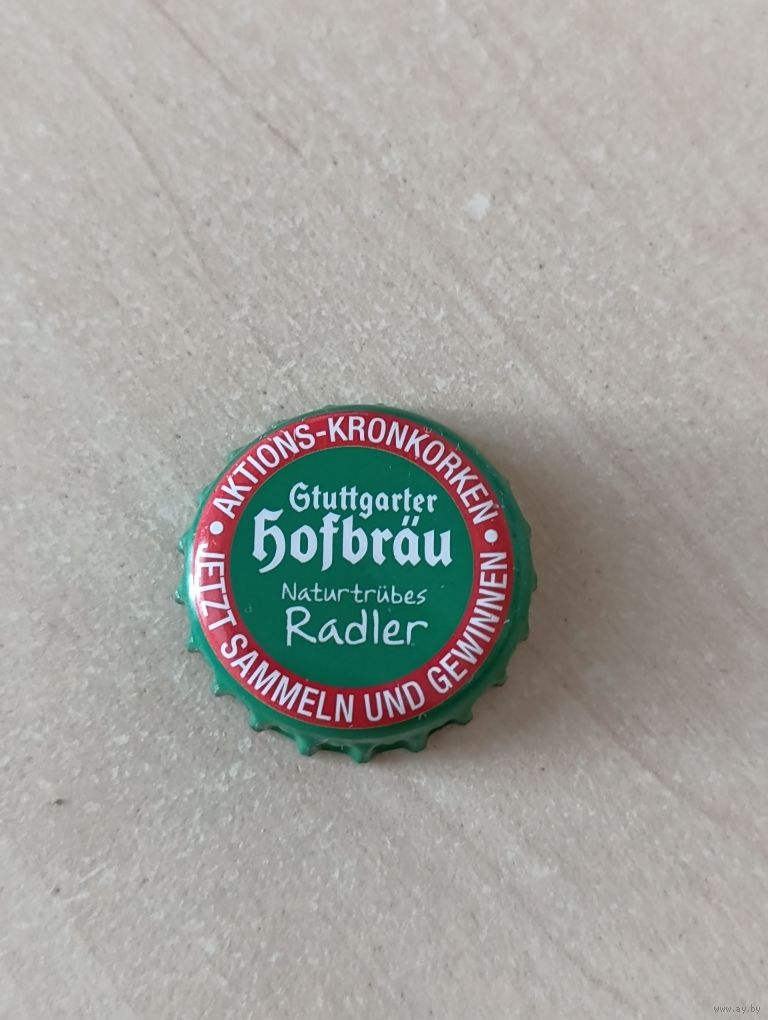 • AKTIONS-KRONKORKEN •
Stuttgarter
Hofbräu
Naturtrübes
Radler
JETZT SAMMELN UND GEWINNEN
www.ay.by